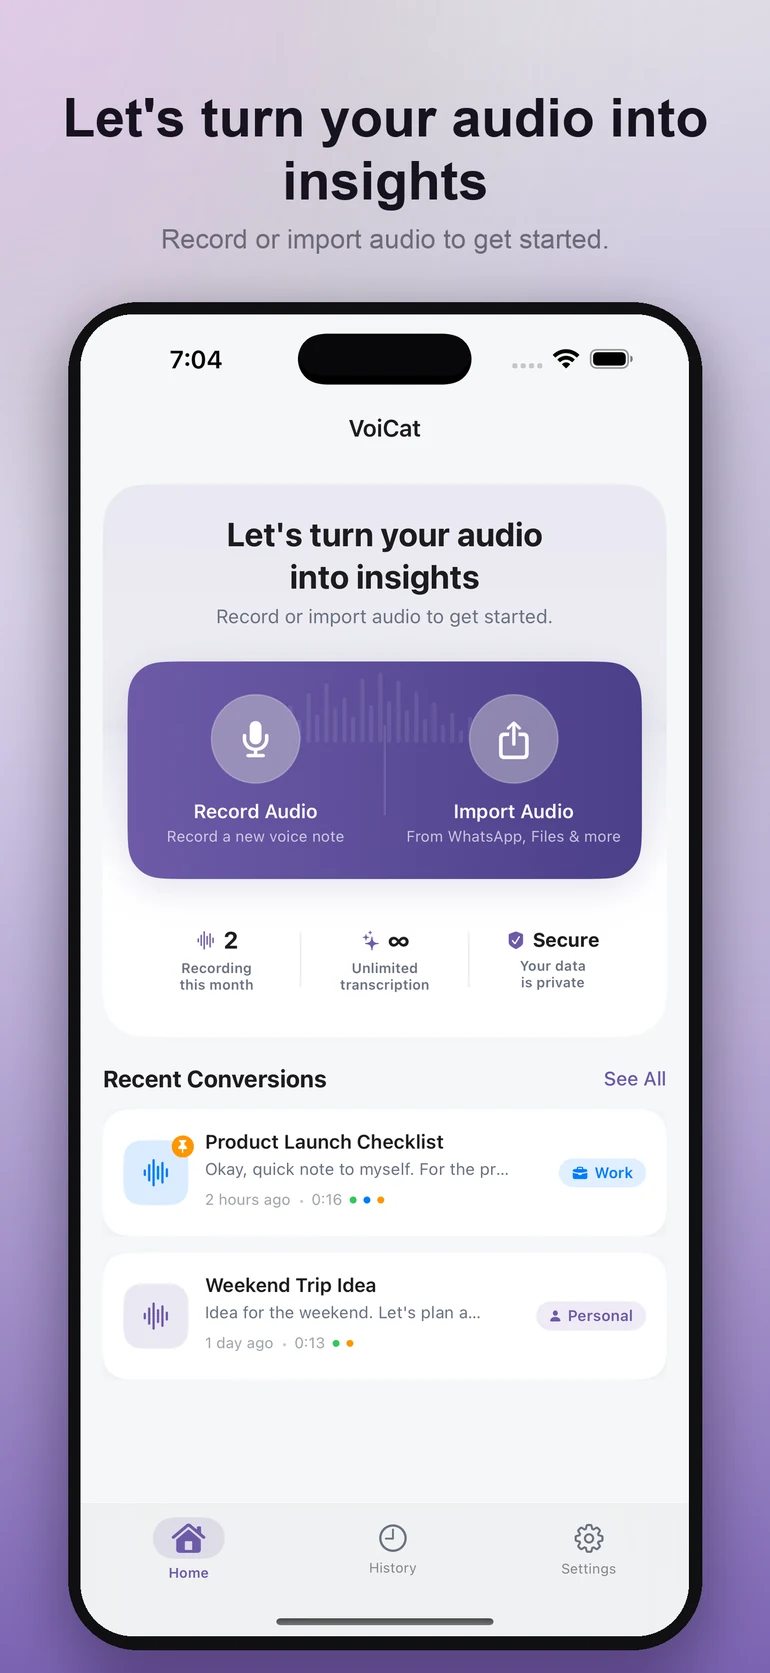 Let's turn your audio into
insights
Record or import audio to get started.
7:04
VoiCat
Let's turn your audio
into insights
Record or import audio to get started.
Record Audio
Record a new voice note
Import Audio
From WhatsApp, Files & more
2
Recording
this month
∞
Unlimited
transcription
Secure
Your data
is private
Recent Conversions
See All
Product Launch Checklist
Okay, quick note to myself. For the pr...
2 hours ago • 0:16
Work
Weekend Trip Idea
Idea for the weekend. Let's plan a...
1 day ago • 0:13
Personal
Home
History
Settings